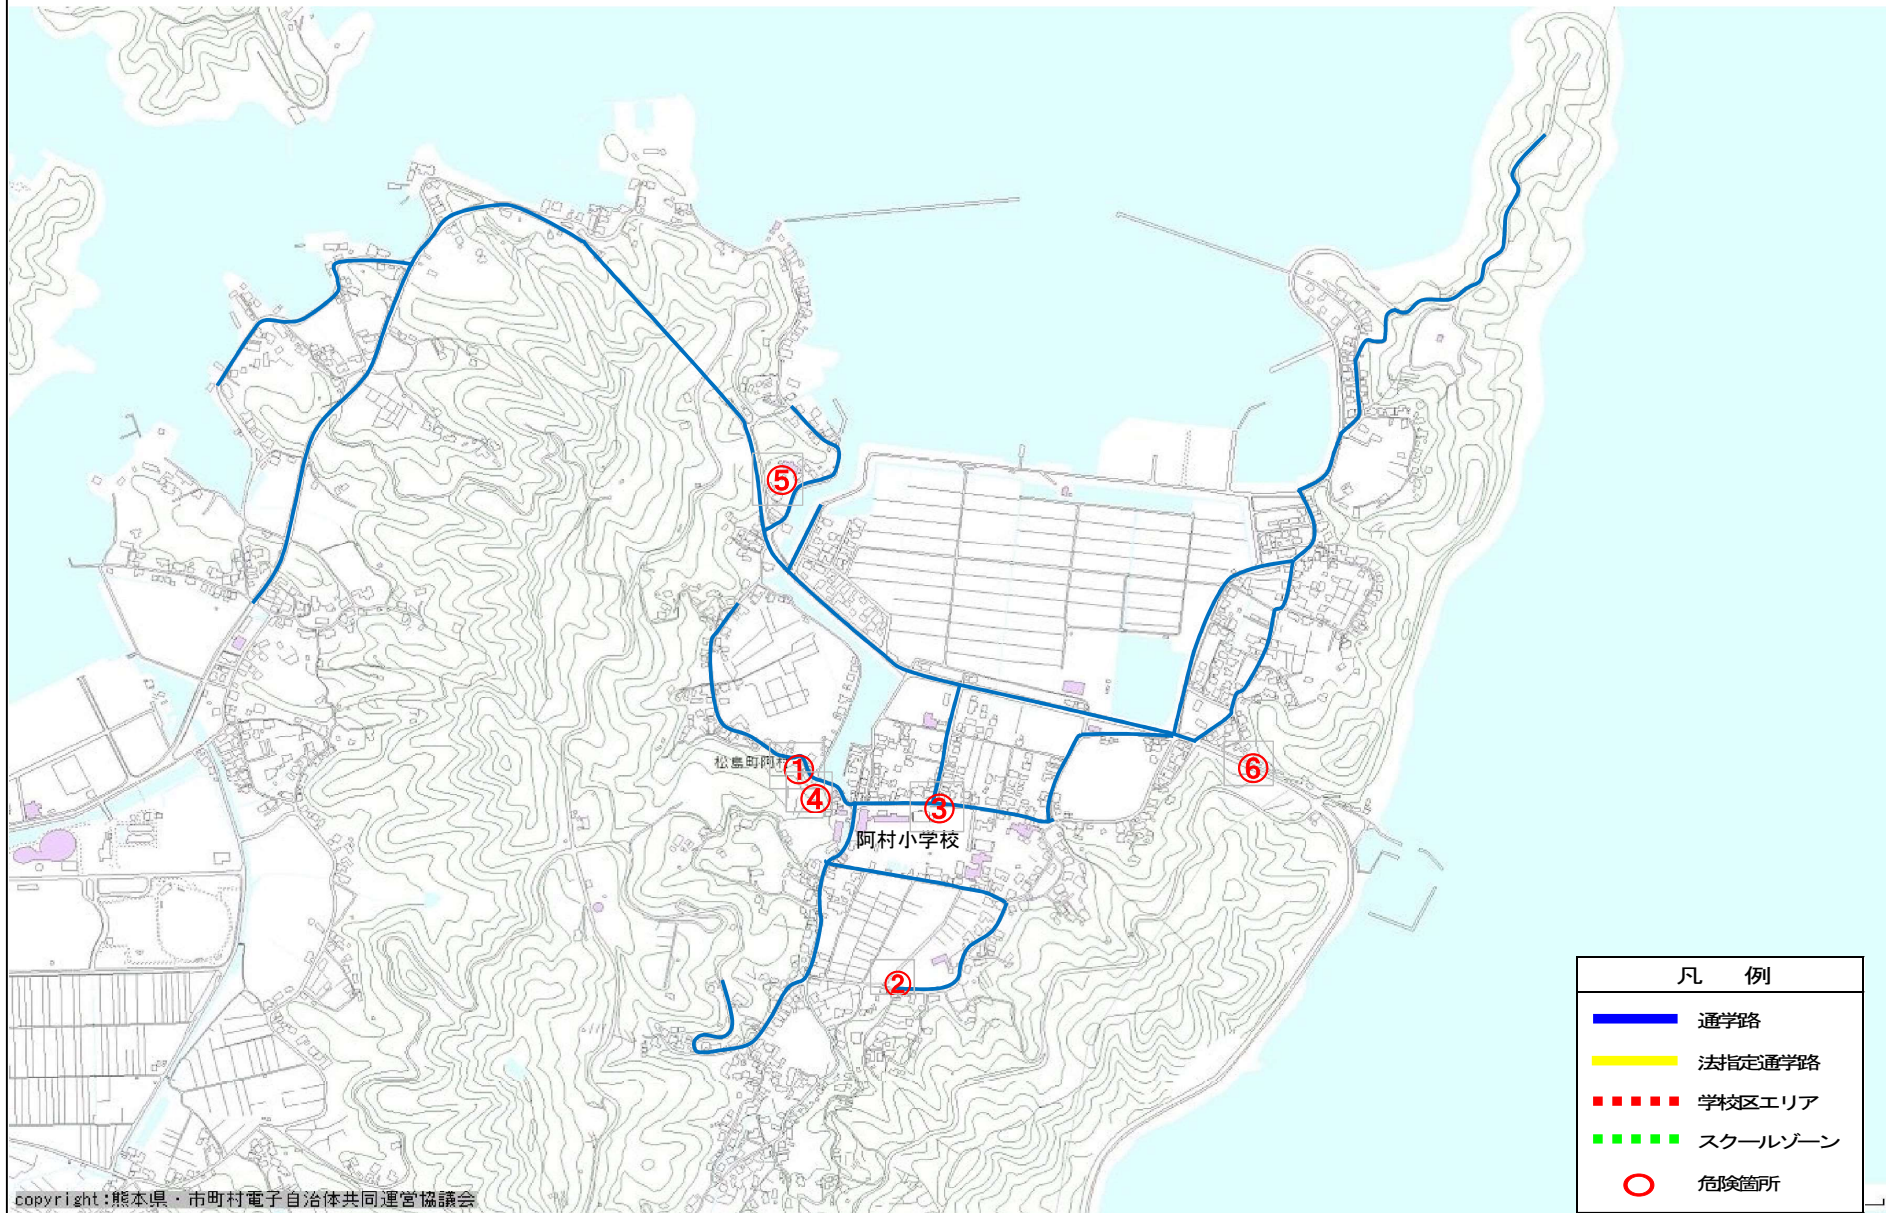 ⑤
松島町阿村
①
④
③
⑥
阿村小学校
②
凡 例
通学路
法指定通学路
学校区エリア
スクールゾーン
危険箇所
copyright:熊本県・市町村電子自治体共同運営協議会